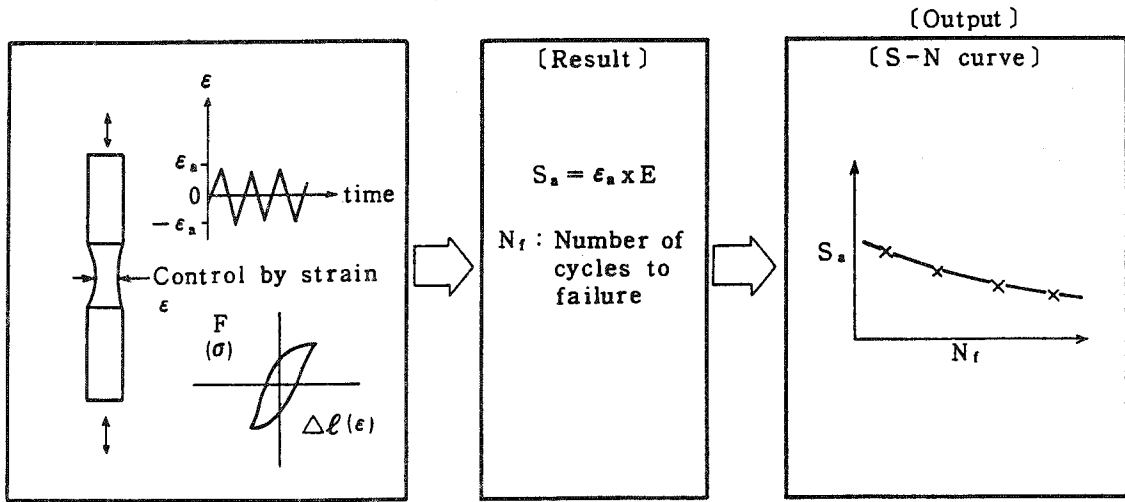 ε
εa
0
time
−εa
Control by strain
ε
F
(σ)
△ℓ(ε)
〔Result〕
Sa = εa x E
Nf : Number of
cycles to
failure
〔Output〕
〔S-N curve〕
Sa
Nf